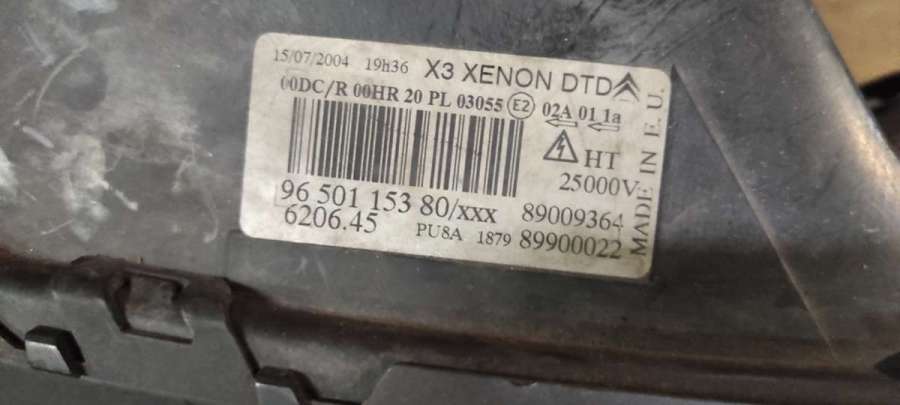 15/07/2004 19h36 X3 XENON DTD
00DC/R 00HR 20 PL 03055 E2 02A 01 1a
HT
25000V
96 501 153 80/xxx 89009364
6206.45 PU8A 1879 89900022
MADE IN E.U.